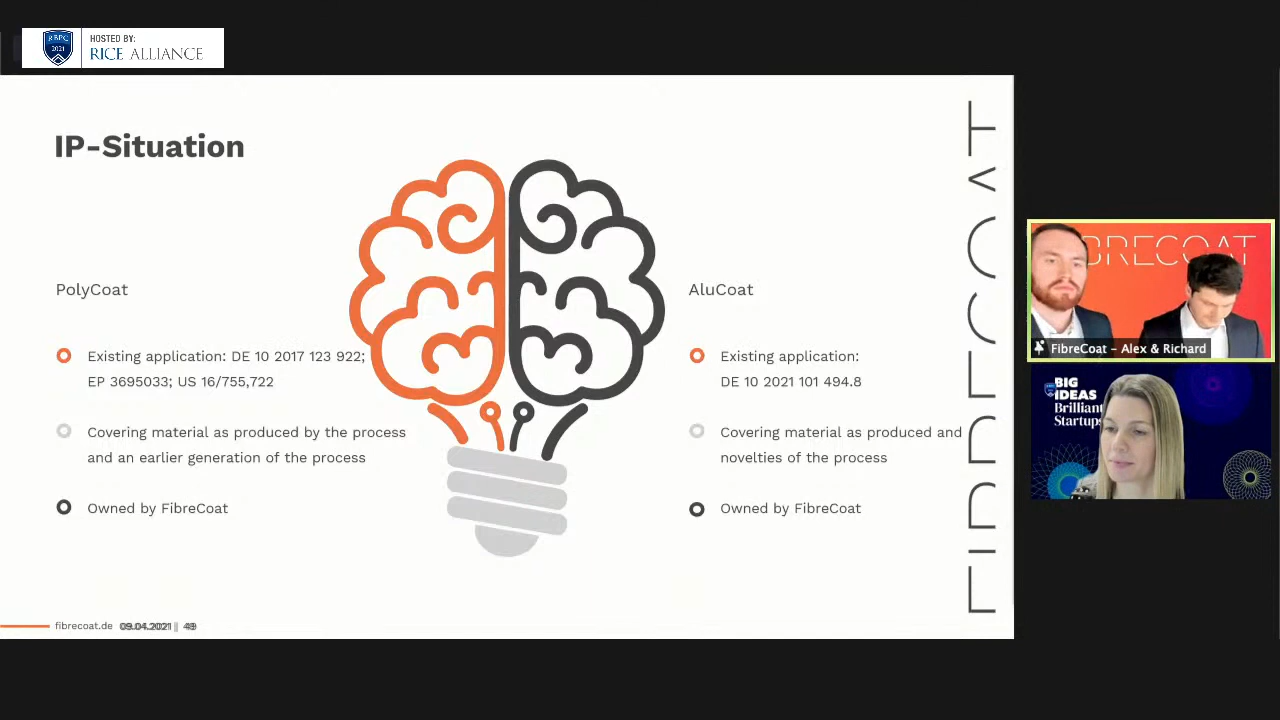 RBPC
2021
HOSTED BY:
RICE ALLIANCE
IP-Situation
PolyCoat
Existing application: DE 10 2017 123 922;
EP 3695033; US 16/755,722
Covering material as produced by the process
and an earlier generation of the process
Owned by FibreCoat
AluCoat
Existing application:
DE 10 2021 101 494.8
Covering material as produced and
novelties of the process
Owned by FibreCoat
fibrecoat.de 09.04.2021 | 49
FIBRECOAT
FIBRECOAT
FibreCoat – Alex & Richard
BIG
IDEAS
Brilliant
Startups